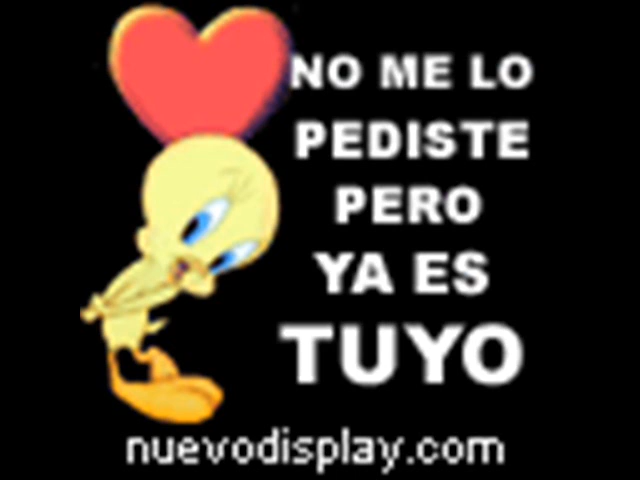 NO ME LO
PEDISTE
PERO
YA ES
TUYO
nuevodisplay.com